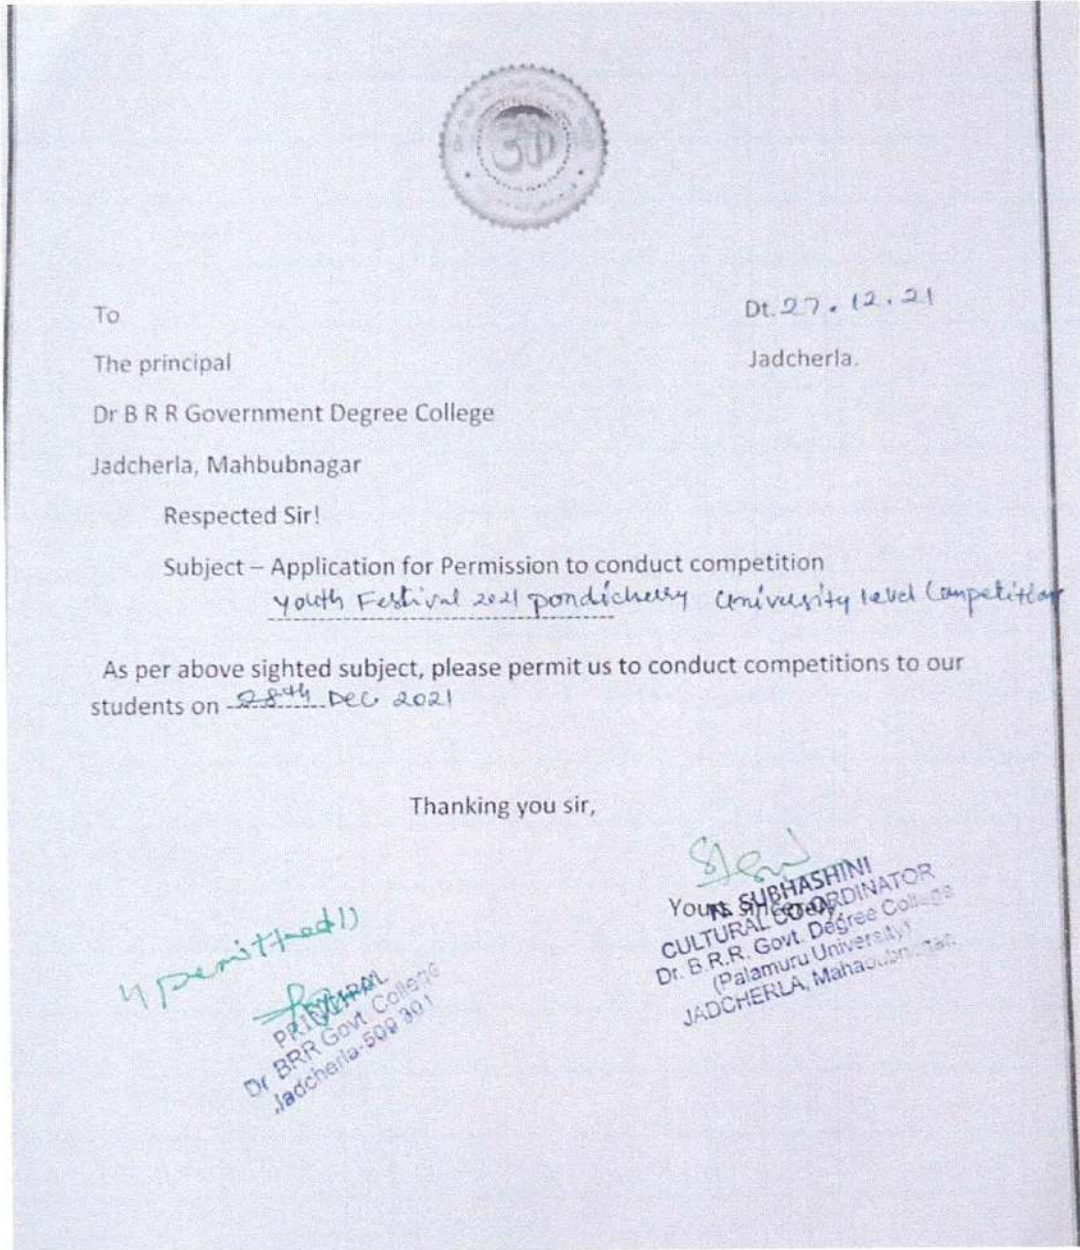 To
Dt. 27.12.21
The principal
Jadcherla.
Dr B R R Government Degree College
Jadcherla, Mahbubnagar
Respected Sir!
Subject – Application for Permission to conduct competition
Youth Festival 2021 pondicherry University level Competition
As per above sighted subject, please permit us to conduct competitions to our
students on 28th Dec 2021
Thanking you sir,
Yours Sincerely,
N. SUBHASHINI
CULTURAL CO-ORDINATOR
Dr. B.R.R. Govt. Degree College
(Palamuru University)
JADCHERLA, Mahaboubnagar.
permitted
PRINCIPAL
Dr. BRR Govt College
Jadcherla-509 301